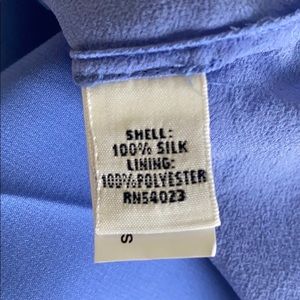 SHELL:
100% SILK
LINING:
100%POLYESTER
RN54023
S